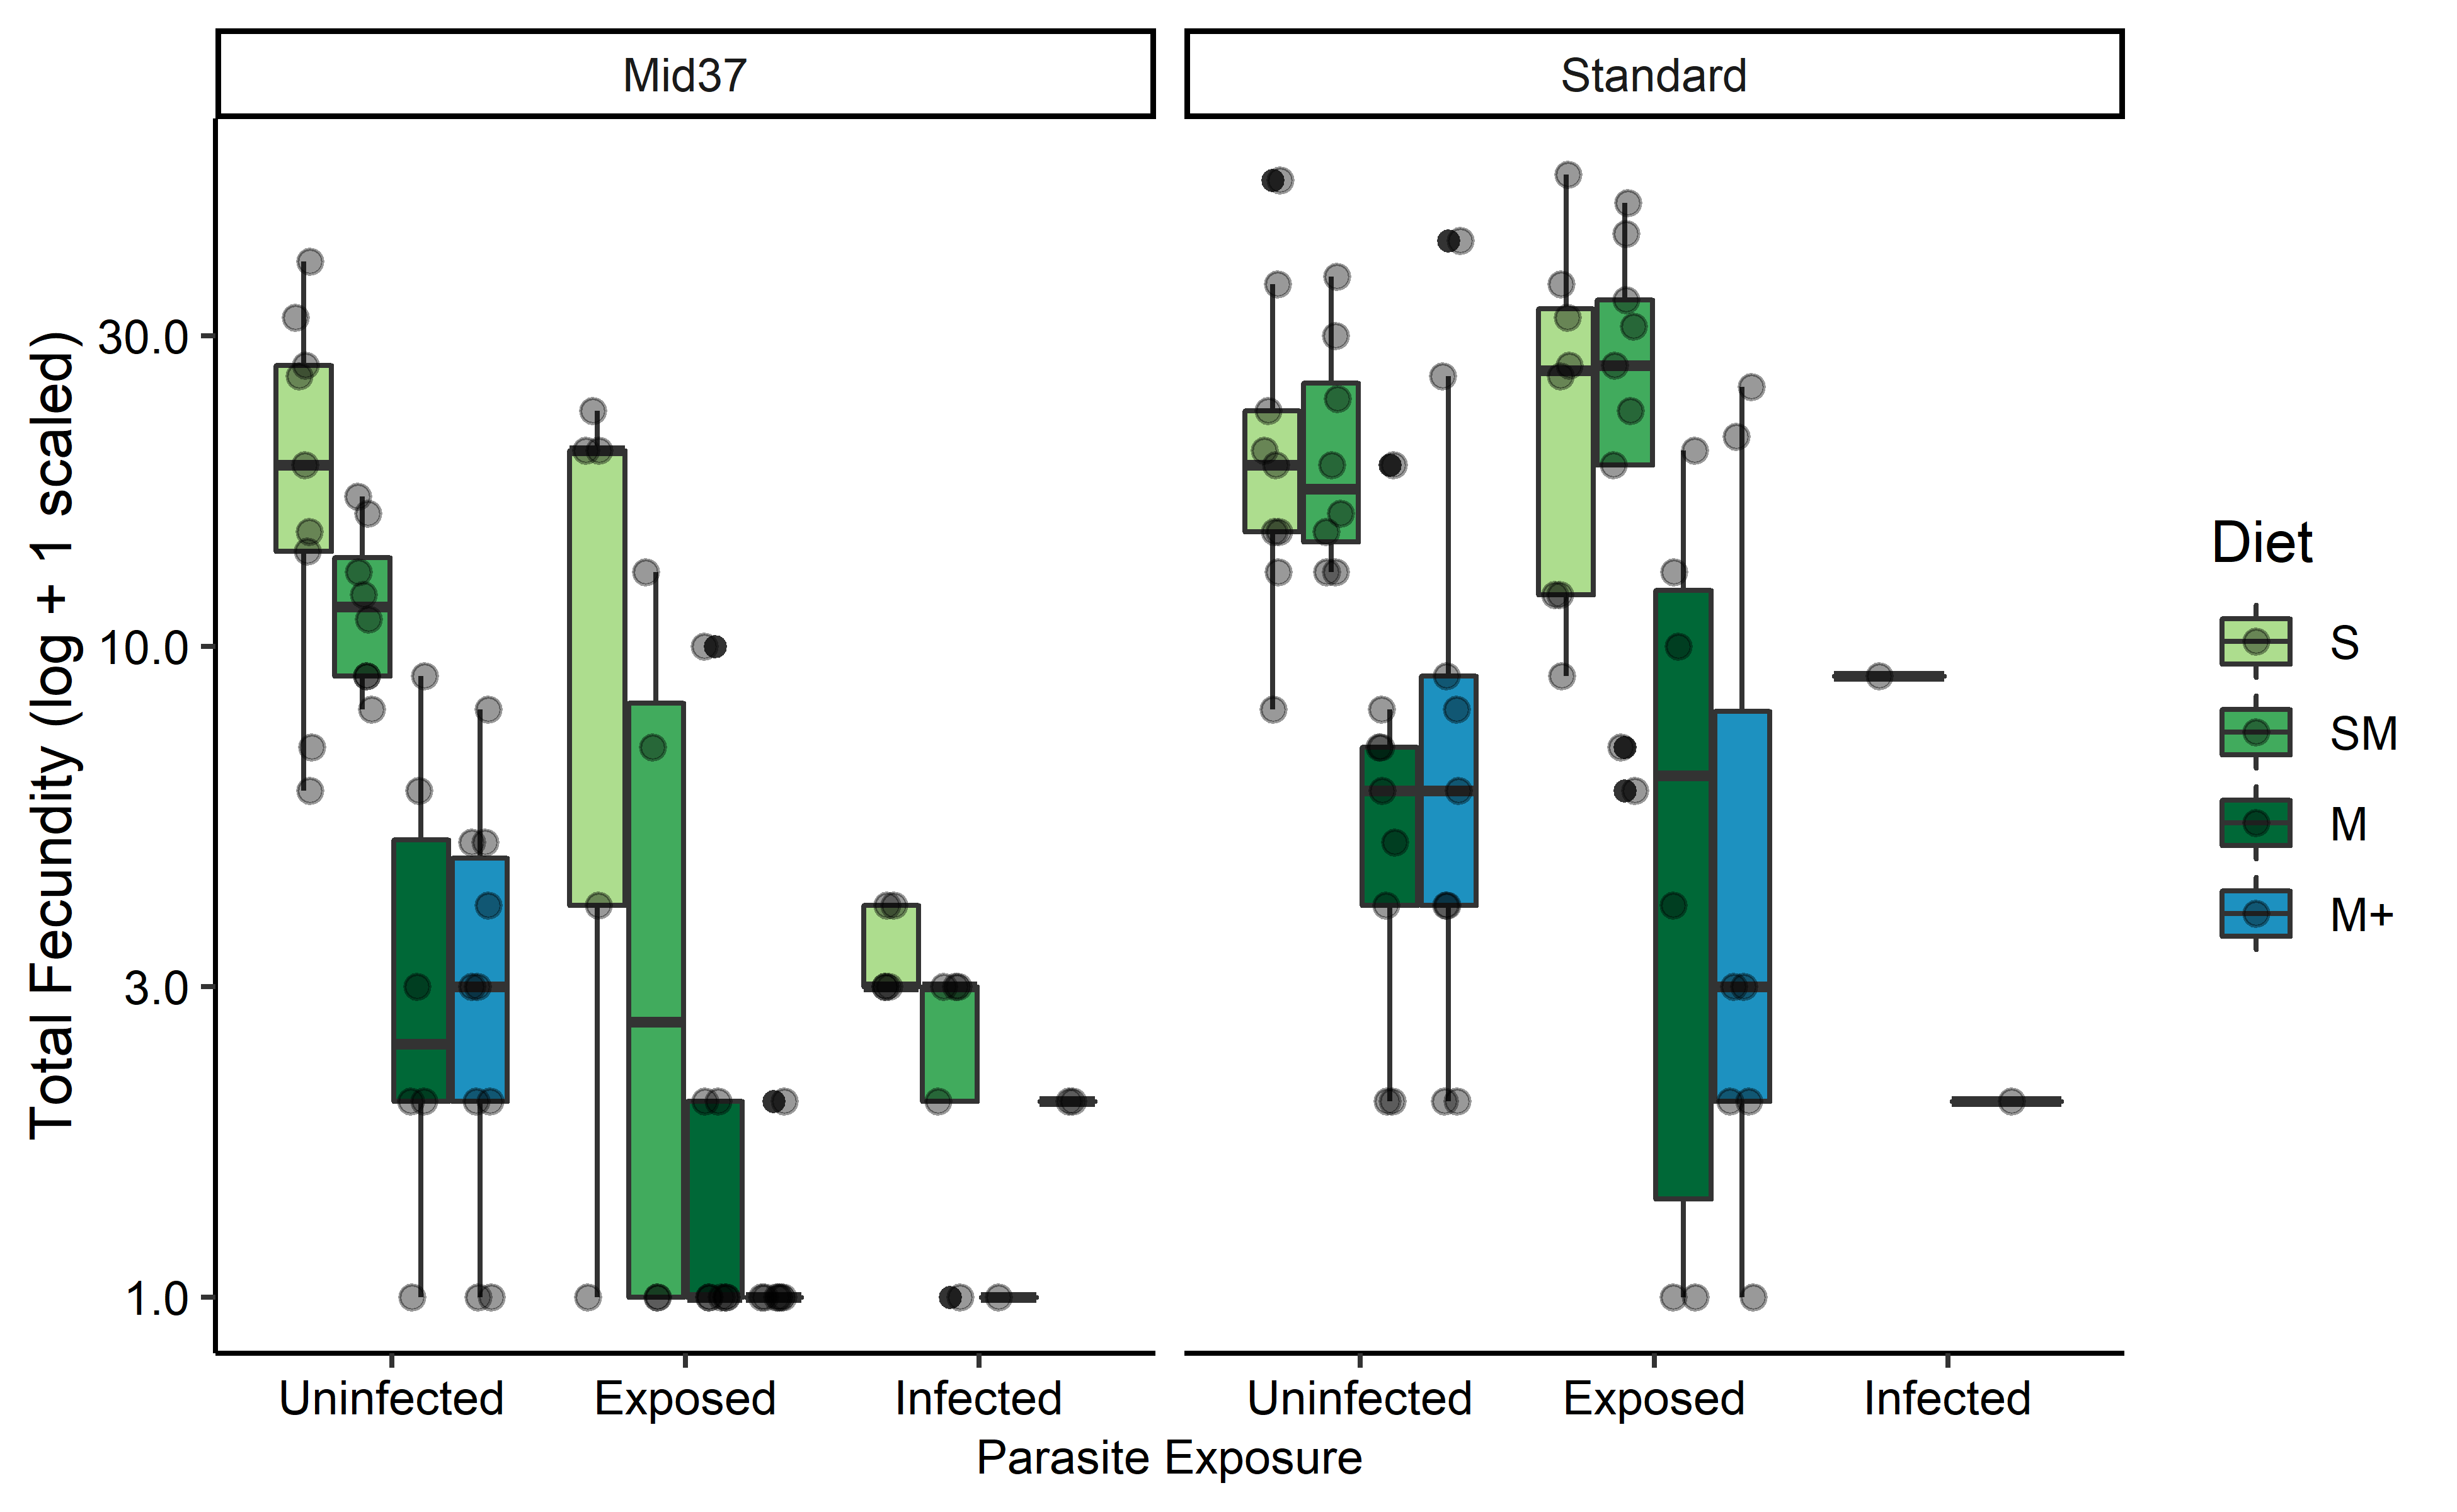 Mid37
Standard
Total Fecundity (log + 1 scaled)
30.0
10.0
3.0
1.0
Uninfected
Exposed
Infected
Uninfected
Exposed
Infected
Parasite Exposure
Diet
S
SM
M
M+